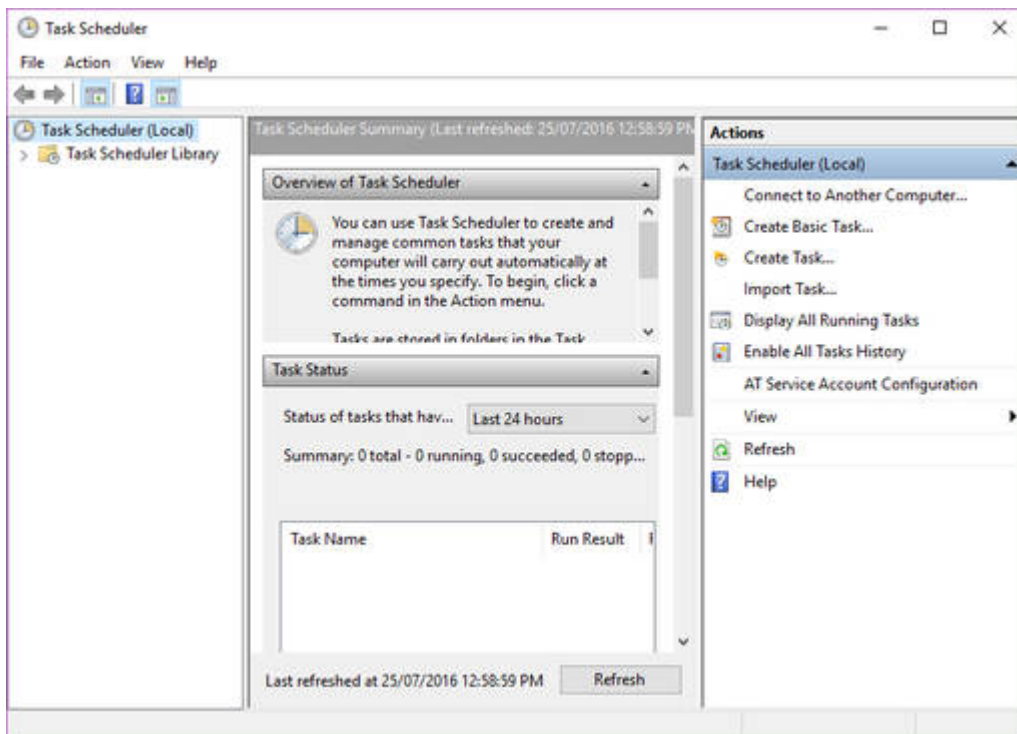 Task Scheduler
File Action View Help
Task Scheduler (Local)
Task Scheduler Library
Task Scheduler Summary (Last refreshed: 25/07/2016 12:58:59 PM
Overview of Task Scheduler
You can use Task Scheduler to create and
manage common tasks that your
computer will carry out automatically at
the times you specify. To begin, click a
command in the Action menu.
Tasks are stored in folders in the Task
Task Status
Status of tasks that hav... Last 24 hours
Summary: 0 total - 0 running, 0 succeeded, 0 stopp...
Task Name Run Result
Last refreshed at 25/07/2016 12:58:59 PM Refresh
Actions
Task Scheduler (Local)
Connect to Another Computer...
Create Basic Task...
Create Task...
Import Task...
Display All Running Tasks
Enable All Tasks History
AT Service Account Configuration
View
Refresh
Help